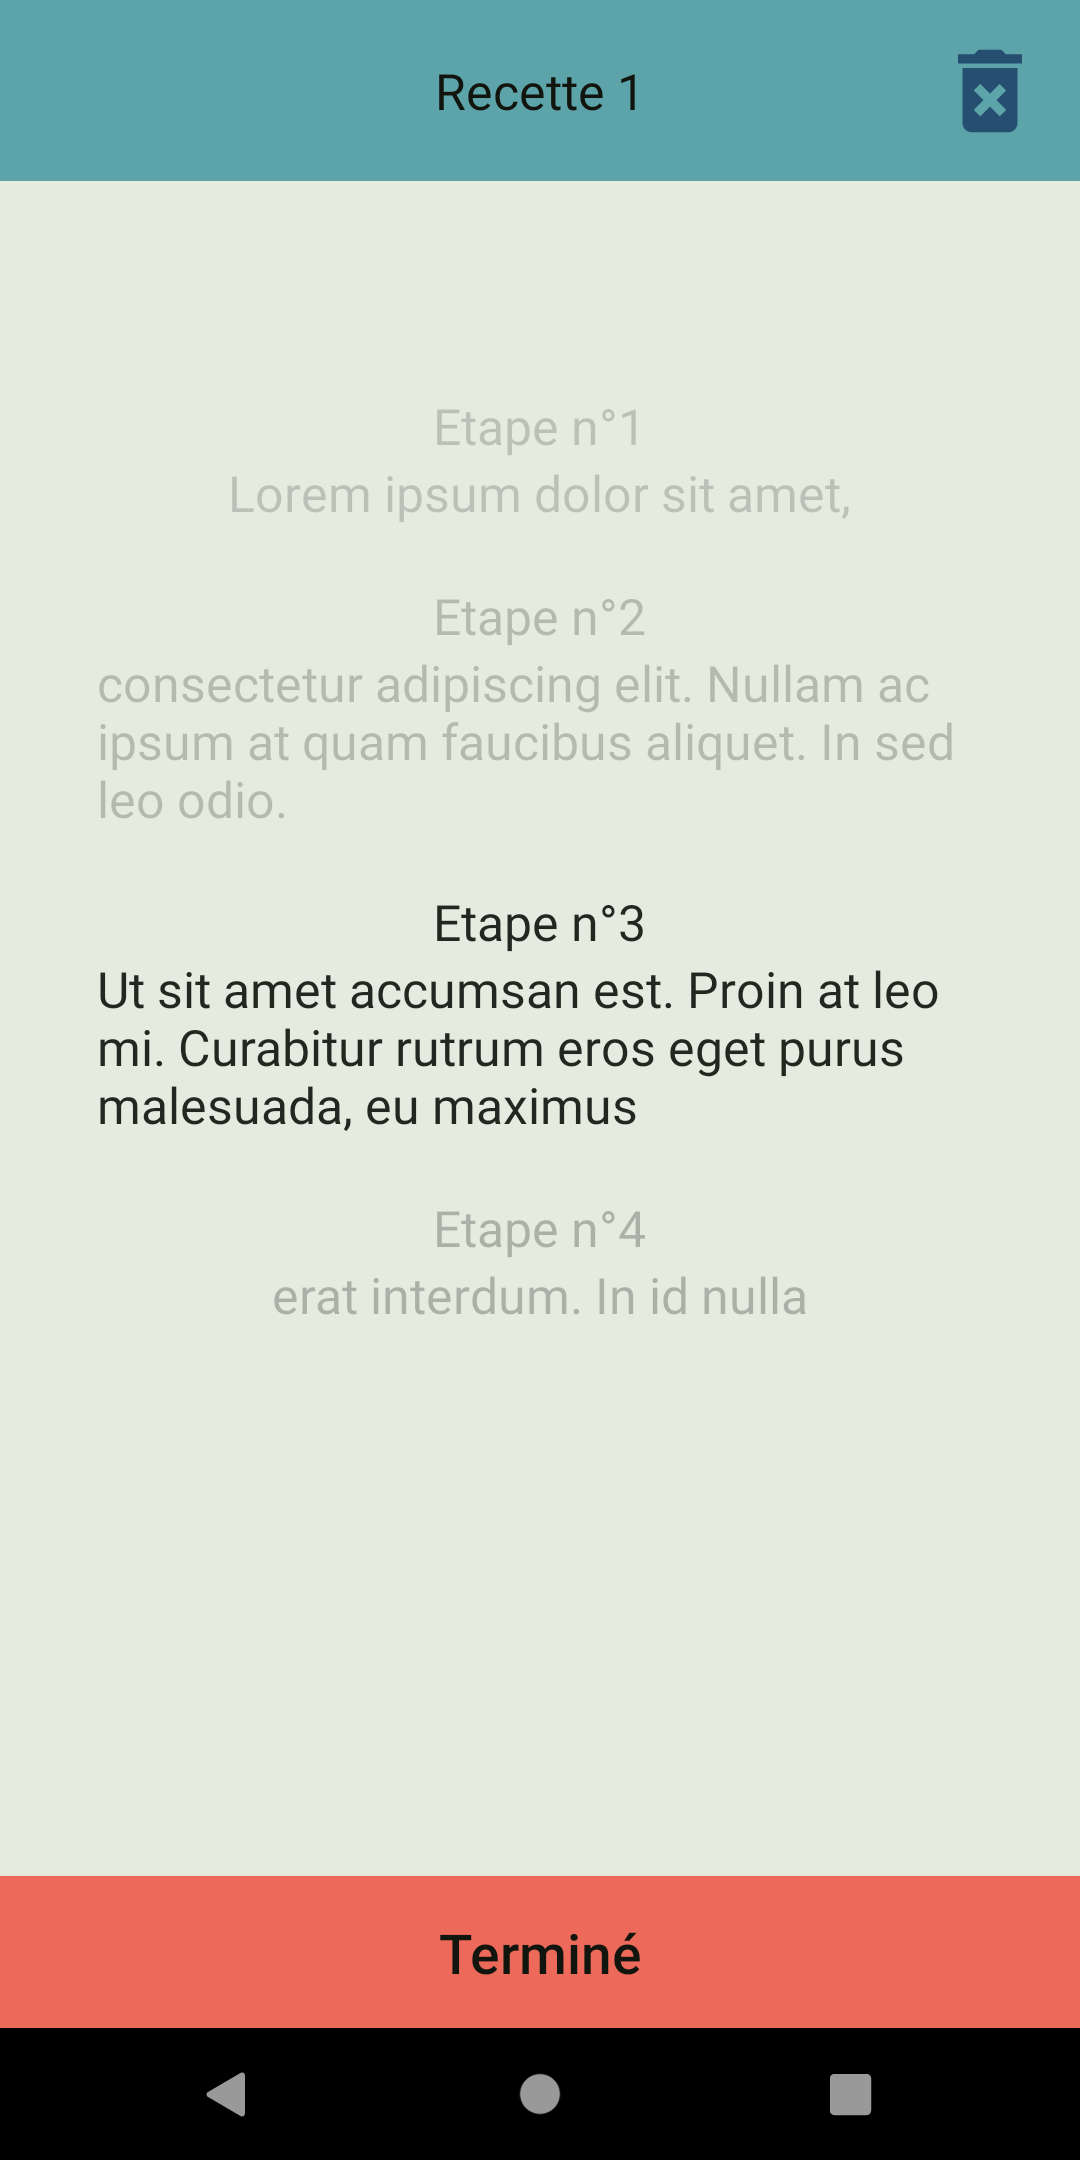 Recette 1
Etape n°1
Lorem ipsum dolor sit amet,
Etape n°2
consectetur adipiscing elit. Nullam ac
ipsum at quam faucibus aliquet. In sed
leo odio.
Etape n°3
Ut sit amet accumsan est. Proin at leo
mi. Curabitur rutrum eros eget purus
malesuada, eu maximus
Etape n°4
erat interdum. In id nulla
Terminé